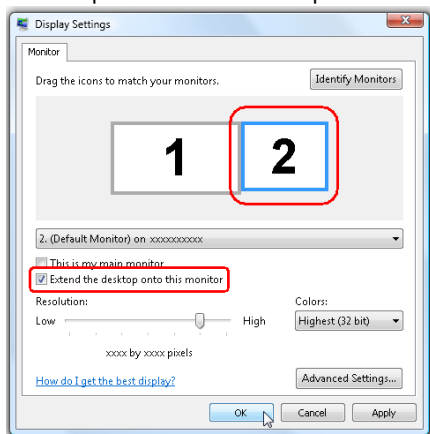 Display Settings
Monitor
Drag the icons to match your monitors.
Identify Monitors
1 2
2. (Default Monitor) on xxxxxxxxxx
This is my main monitor
Extend the desktop onto this monitor
Resolution: Colors:
Low High Highest (32 bit)
xxxx by xxxx pixels
How do I get the best display? Advanced Settings...
OK Cancel Apply